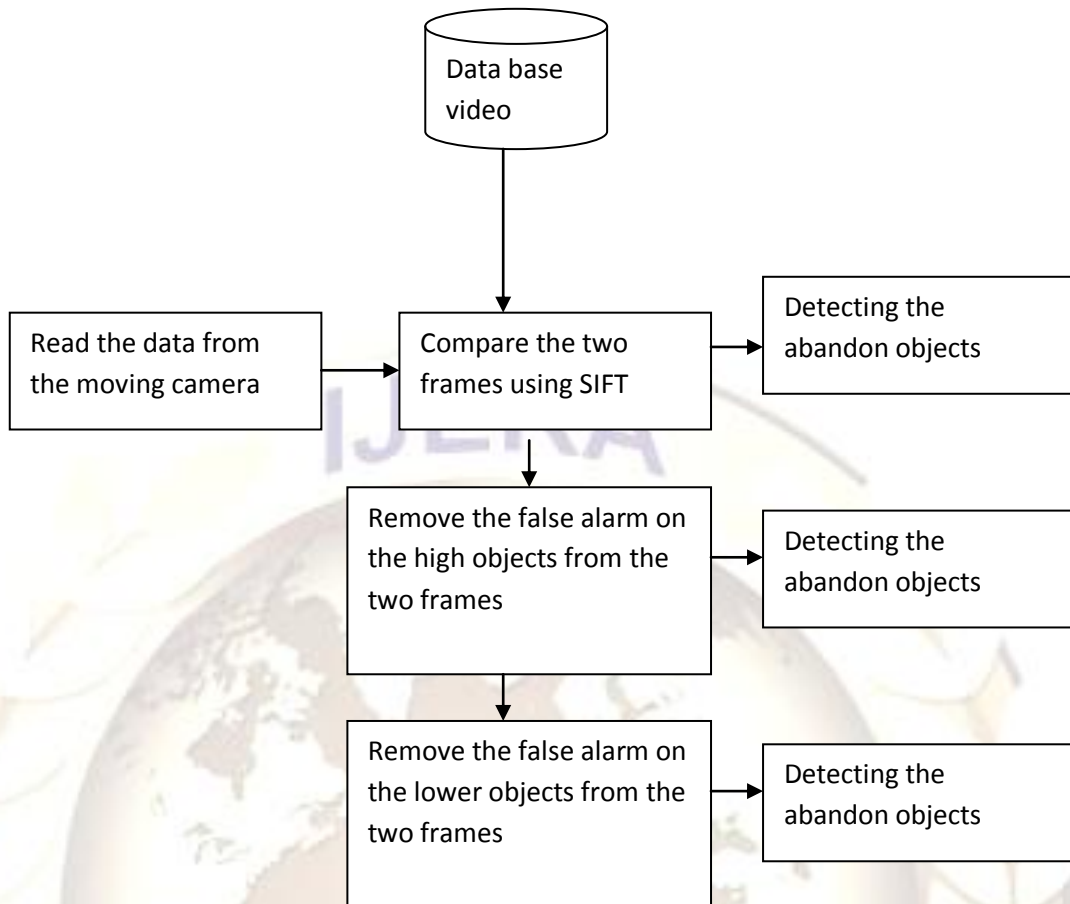 Data base
video
Read the data from
the moving camera
Compare the two
frames using SIFT
Detecting the
abandon objects
IJERA
Remove the false alarm on
the high objects from the
two frames
Detecting the
abandon objects
Remove the false alarm on
the lower objects from the
two frames
Detecting the
abandon objects